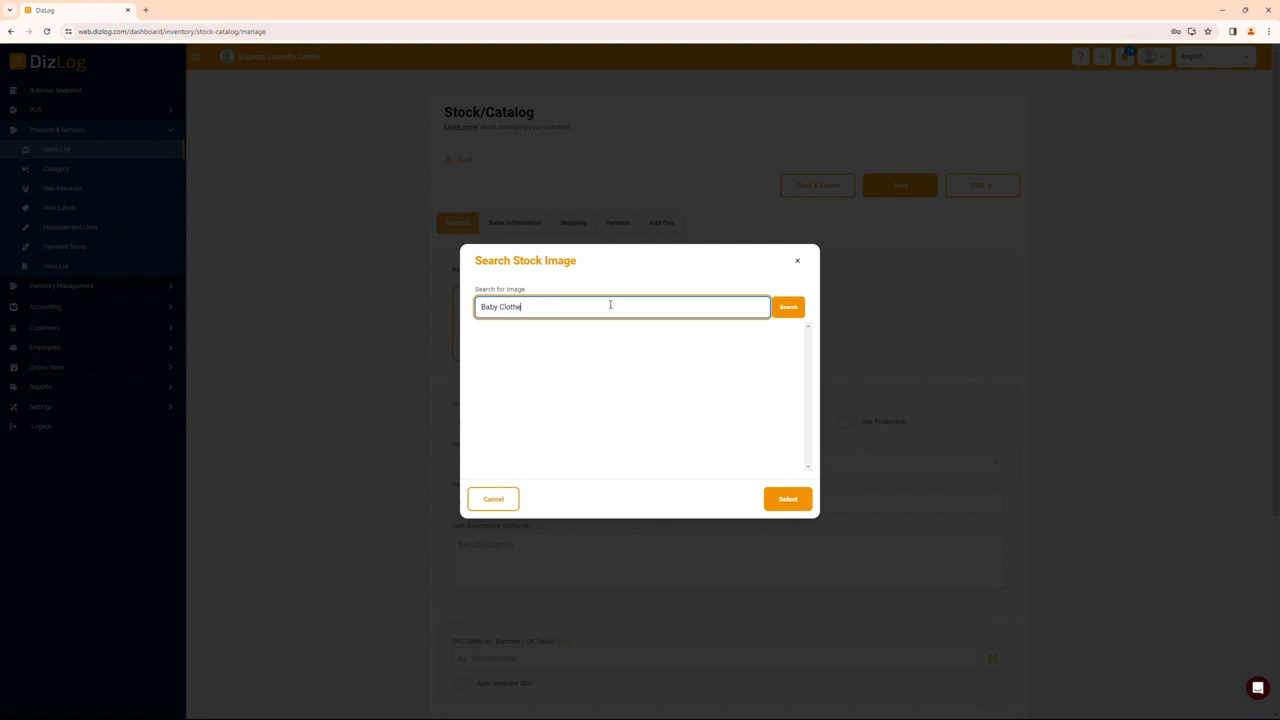 DizLog
web.dizlog.com/dashboard/inventory/stock-catalog/manage
DizLog
Express Laundry Center
English
Business Snapshot
POS
Products & Services
Items List
Category
Raw Materials
Print Labels
Measurement Units
Payment Terms
Price List
Inventory Management
Accounting
Customers
Employees
Online Store
Reports
Settings
Logout
Stock/Catalog
Learn more about managing your inventory.
Back
Clear & Cancel
Save
General
Sales Information
Shipping
Variants
Add Ons
Search Stock Image
Search for Image
Baby Clothe
Search
Cancel
Select
Use Production
Item Description (Optional)
Item Description
SKU (Manual / Barcode / QR Code)*
Eg. 10000000000
Auto Generate SKU